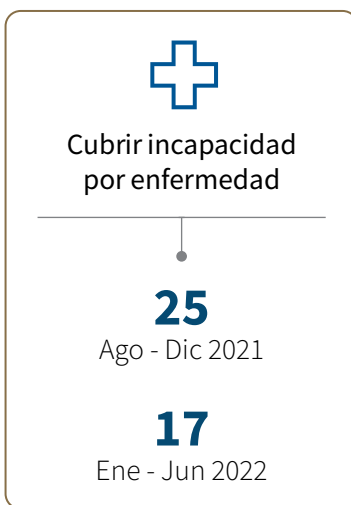 Cubrir incapacidad
por enfermedad
25
Ago - Dic 2021
17
Ene - Jun 2022